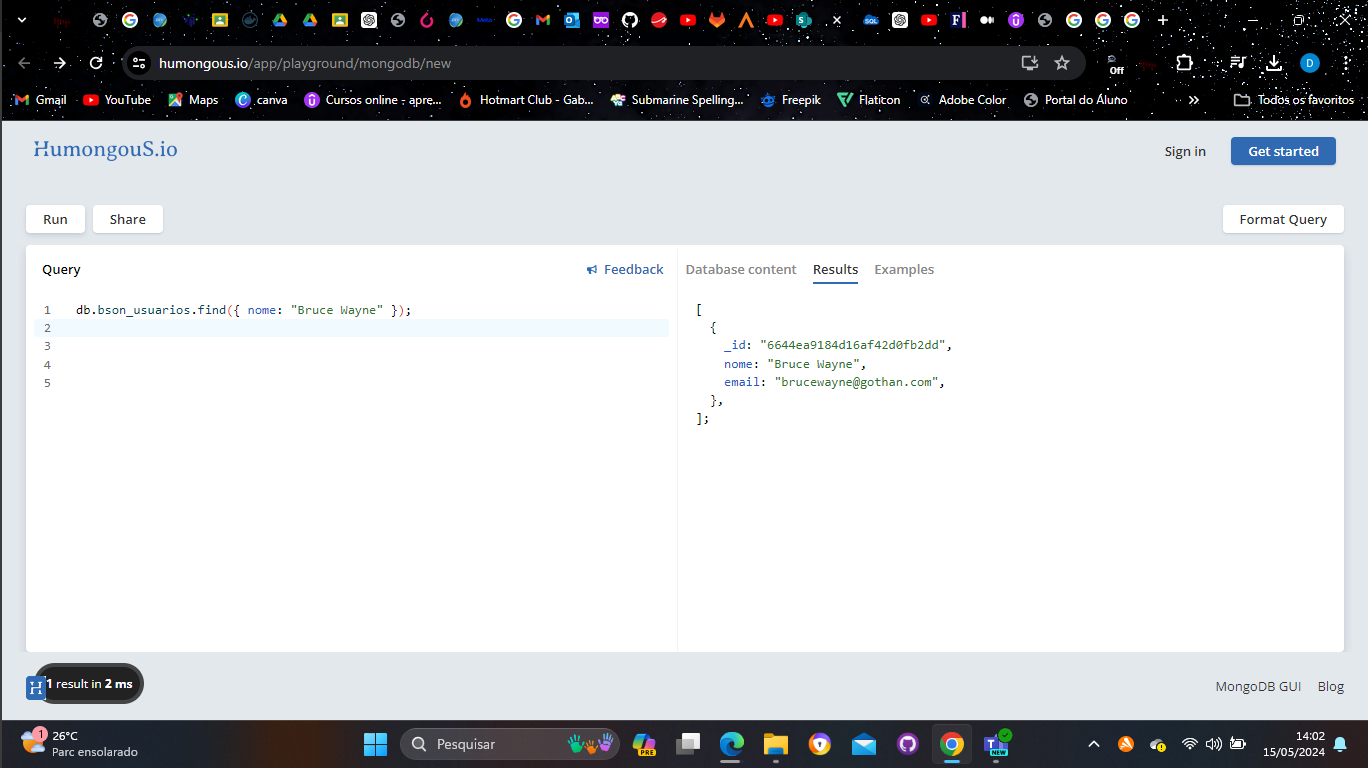 humongous.io/app/playground/mongodb/new
Off
D
Gmail
YouTube
Maps
canva
Cursos online - apre...
Hotmart Club - Gab...
Submarine Spelling...
Freepik
Flaticon
Adobe Color
Portal do Aluno
»
Todos os favoritos
HumongouS.io
Sign in
Get started
Run
Share
Format Query
Query
Feedback
Database content
Results
Examples
1 db.bson_usuarios.find({ nome: "Bruce Wayne" });
2
3
4
5
[
{
_id: "6644ea9184d16af42d0fb2dd",
nome: "Bruce Wayne",
email: "brucewayne@gothan.com",
},
];
H
1 result in 2 ms
MongoDB GUI
Blog
1
26°C
Parc ensolarado
Pesquisar
PRE
NEW
14:02
15/05/2024